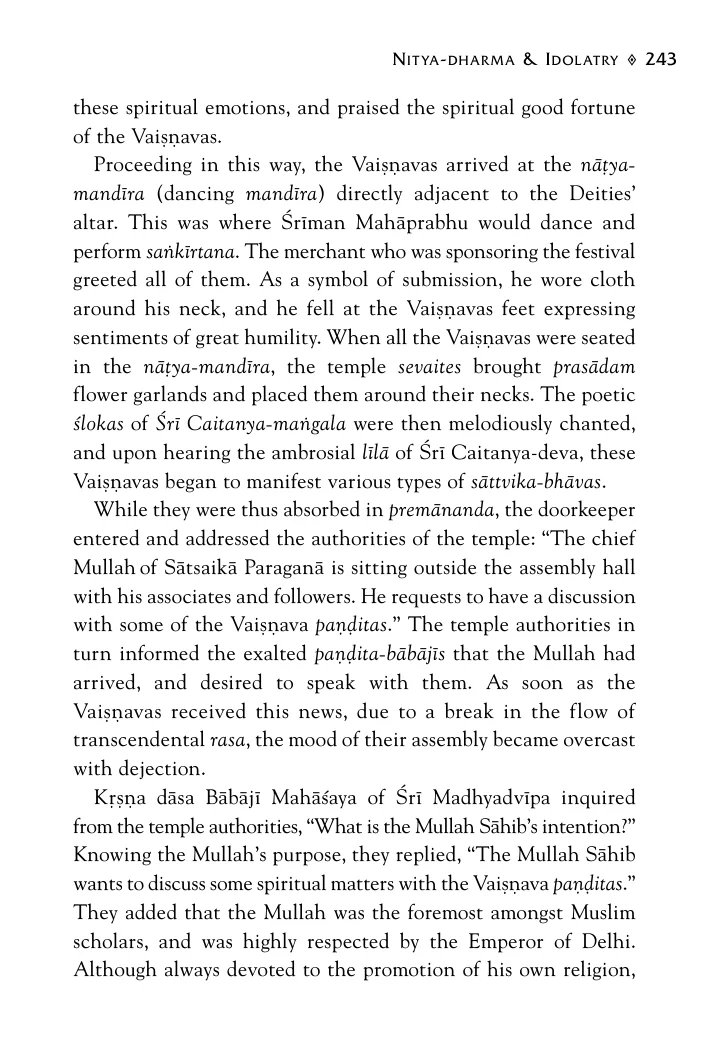 Nitya-dharma & Idolatry ◊ 243
these spiritual emotions, and praised the spiritual good fortune
of the Vaiṣṇavas.
Proceeding in this way, the Vaiṣṇavas arrived at the nāṭya-
mandīra (dancing mandīra) directly adjacent to the Deities’
altar. This was where Śrīman Mahāprabhu would dance and
perform saṅkīrtana. The merchant who was sponsoring the festival
greeted all of them. As a symbol of submission, he wore cloth
around his neck, and he fell at the Vaiṣṇavas feet expressing
sentiments of great humility. When all the Vaiṣṇavas were seated
in the nāṭya-mandīra, the temple sevaites brought prasādam
flower garlands and placed them around their necks. The poetic
ślokas of Śrī Caitanya-maṅgala were then melodiously chanted,
and upon hearing the ambrosial līlā of Śrī Caitanya-deva, these
Vaiṣṇavas began to manifest various types of sāttvika-bhāvas.
While they were thus absorbed in premānanda, the doorkeeper
entered and addressed the authorities of the temple: “The chief
Mullah of Sātsaikā Paraganā is sitting outside the assembly hall
with his associates and followers. He requests to have a discussion
with some of the Vaiṣṇava paṇḍitas.” The temple authorities in
turn informed the exalted paṇḍita-bābājīs that the Mullah had
arrived, and desired to speak with them. As soon as the
Vaiṣṇavas received this news, due to a break in the flow of
transcendental rasa, the mood of their assembly became overcast
with dejection.
Kṛṣṇa dāsa Bābājī Mahāśaya of Śrī Madhyadvīpa inquired
from the temple authorities, “What is the Mullah Sāhib’s intention?”
Knowing the Mullah’s purpose, they replied, “The Mullah Sāhib
wants to discuss some spiritual matters with the Vaiṣṇava paṇḍitas.”
They added that the Mullah was the foremost amongst Muslim
scholars, and was highly respected by the Emperor of Delhi.
Although always devoted to the promotion of his own religion,